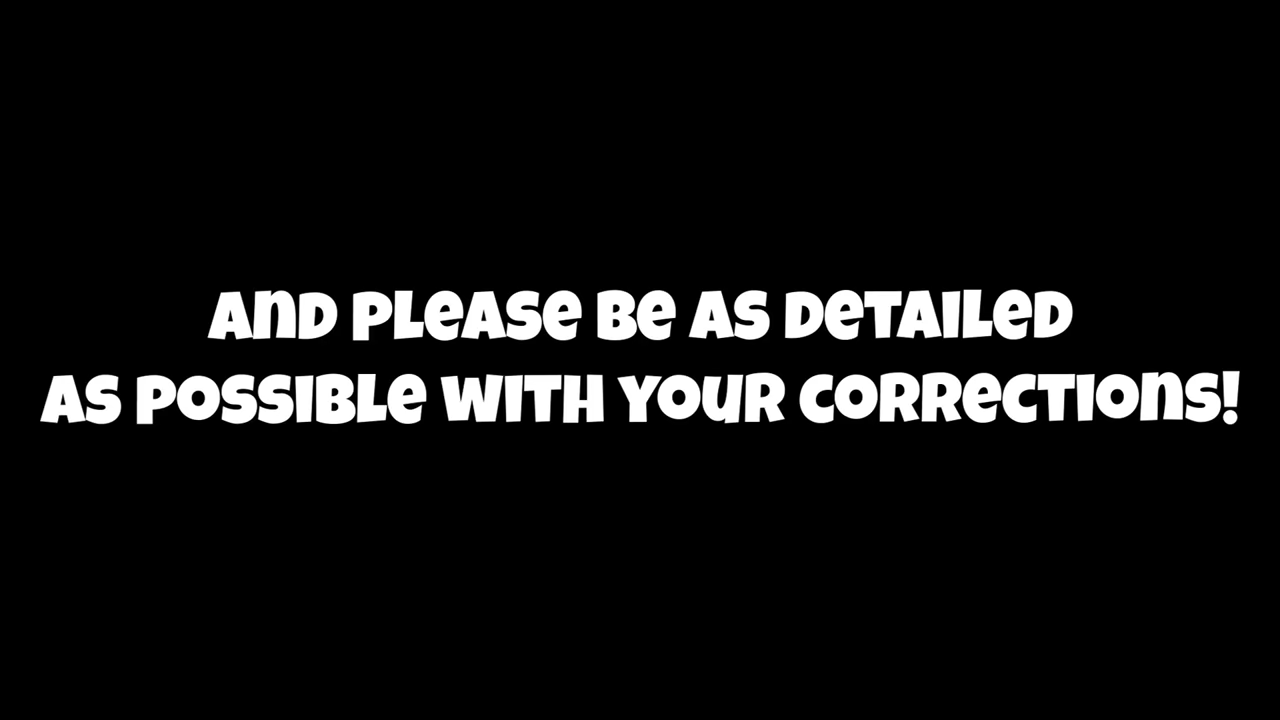 AND PLEASE BE AS DETAILED
AS POSSIBLE WITH YOUR CORRECTIONS!